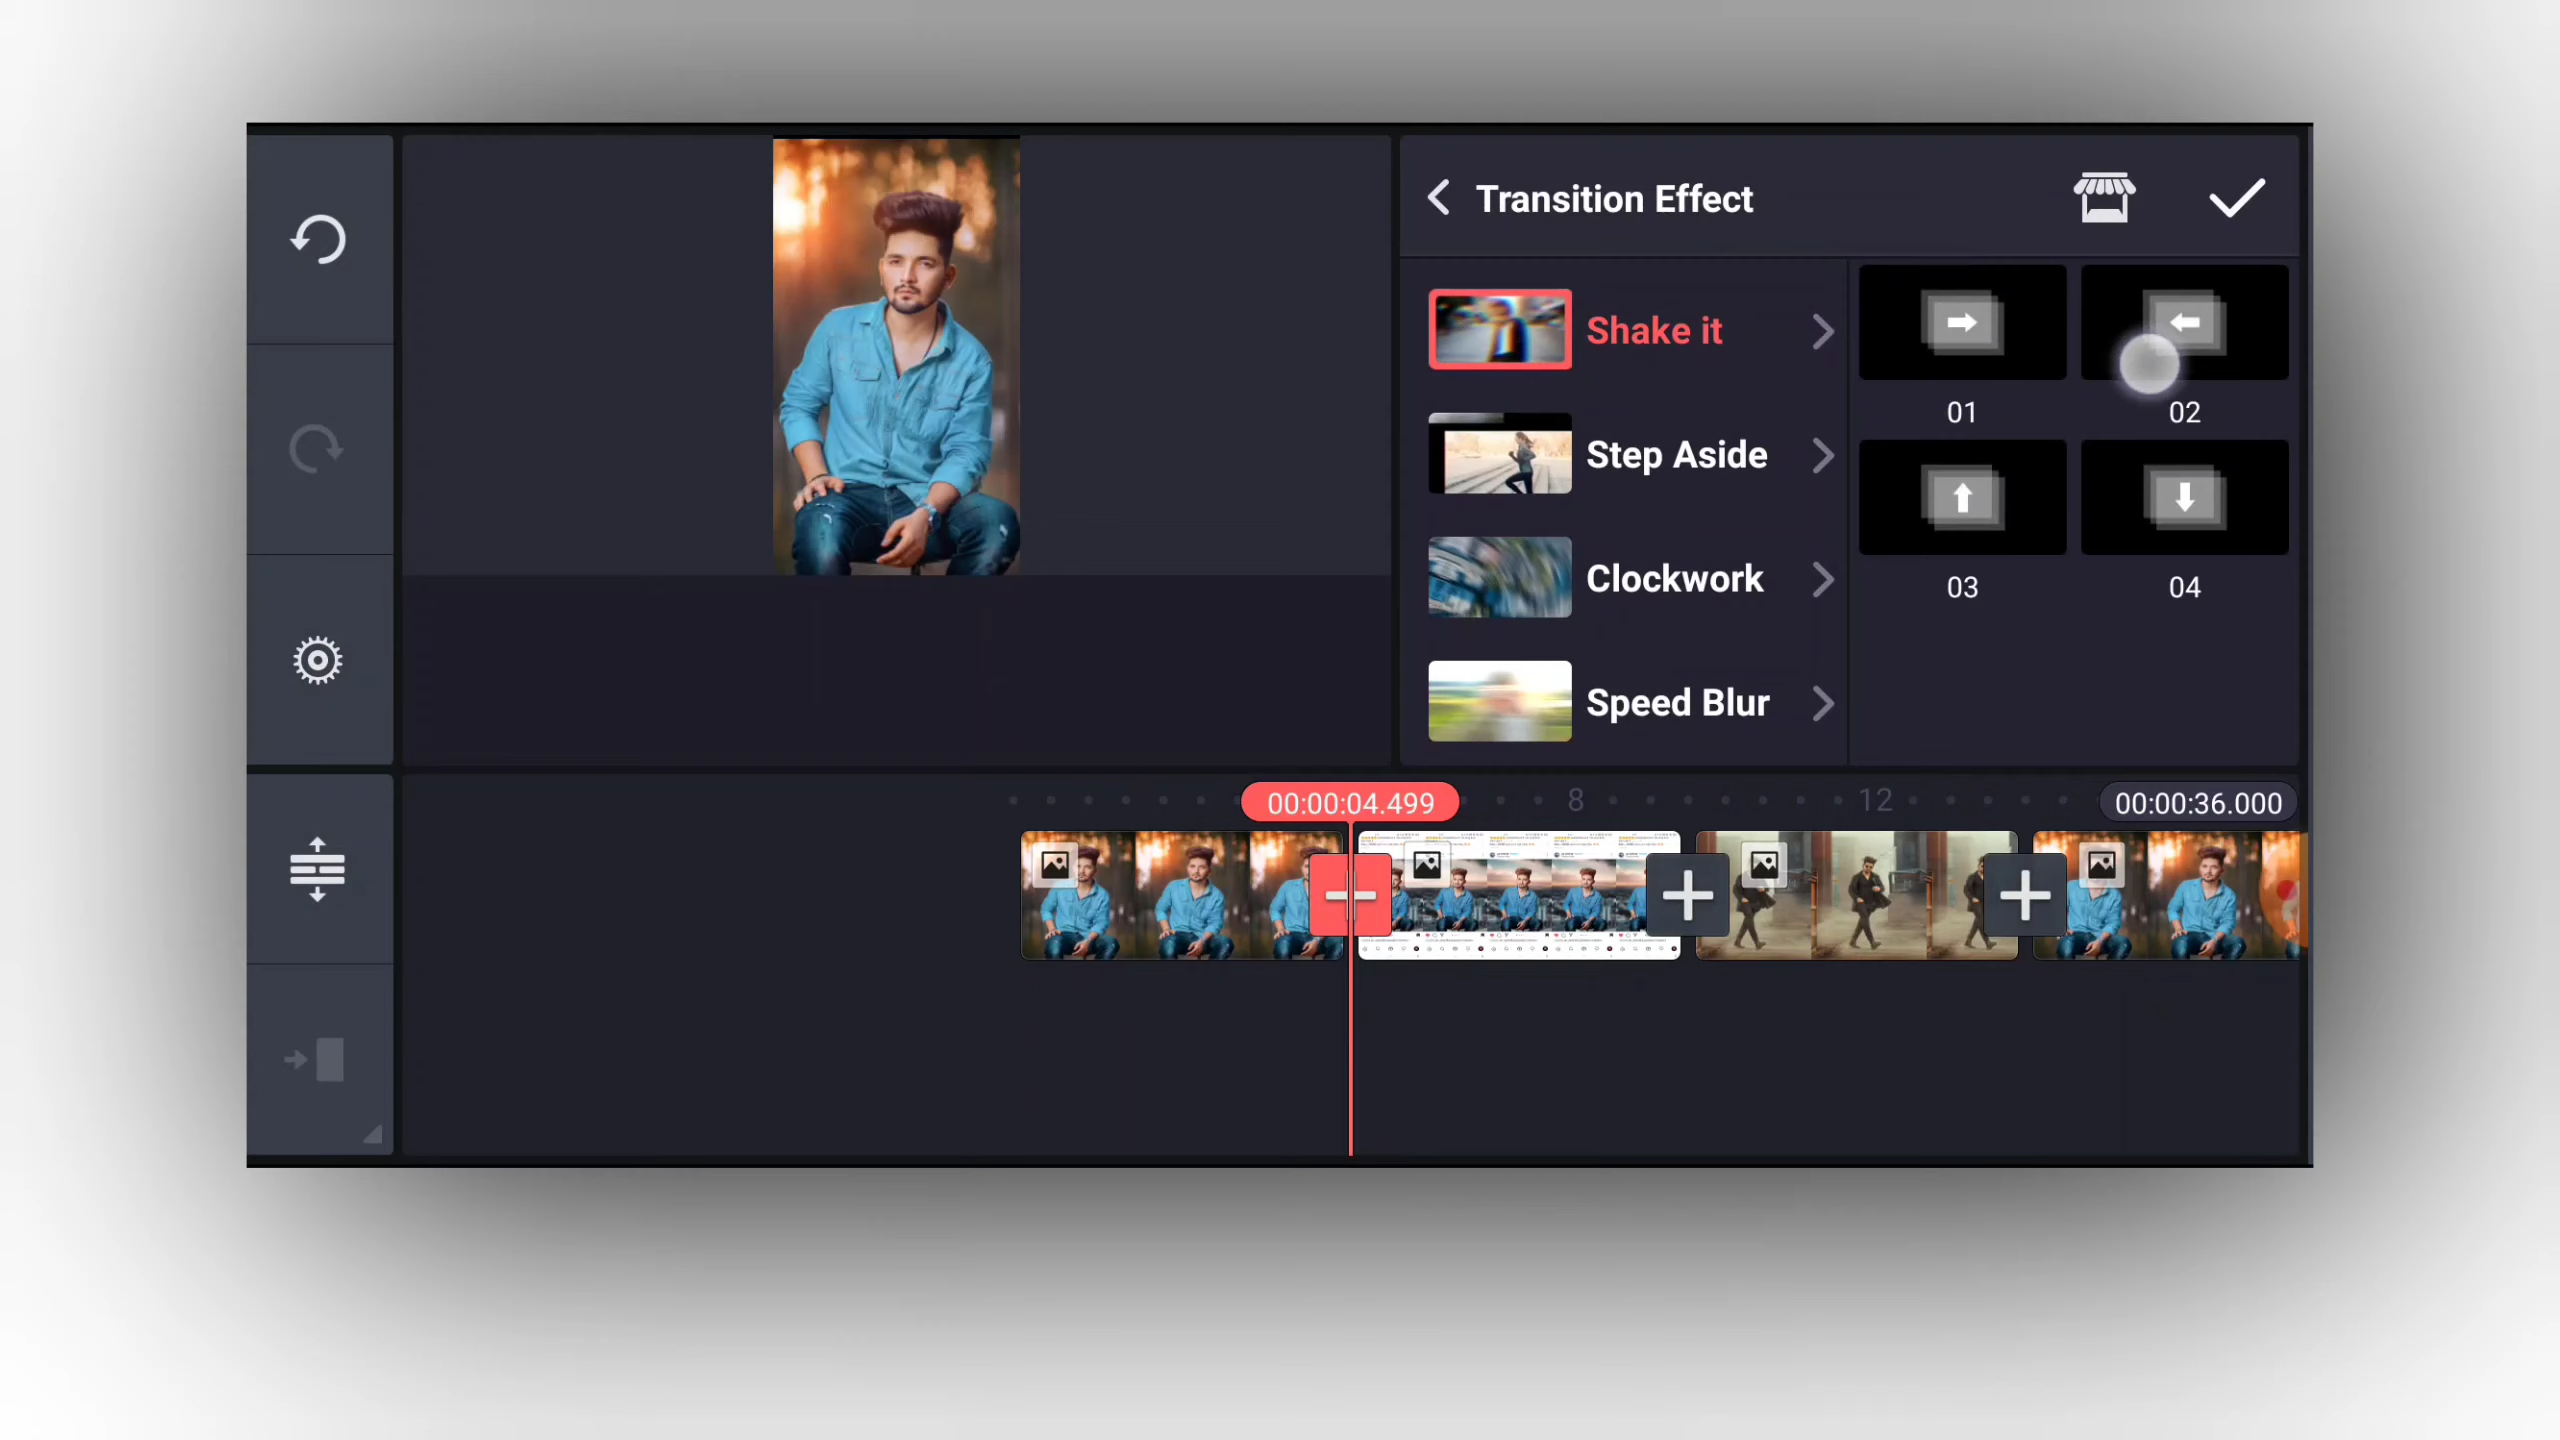 Transition Effect
Shake it
01
02
Step Aside
03
04
Clockwork
Speed Blur
00:00:04.499
8
12
00:00:36.000